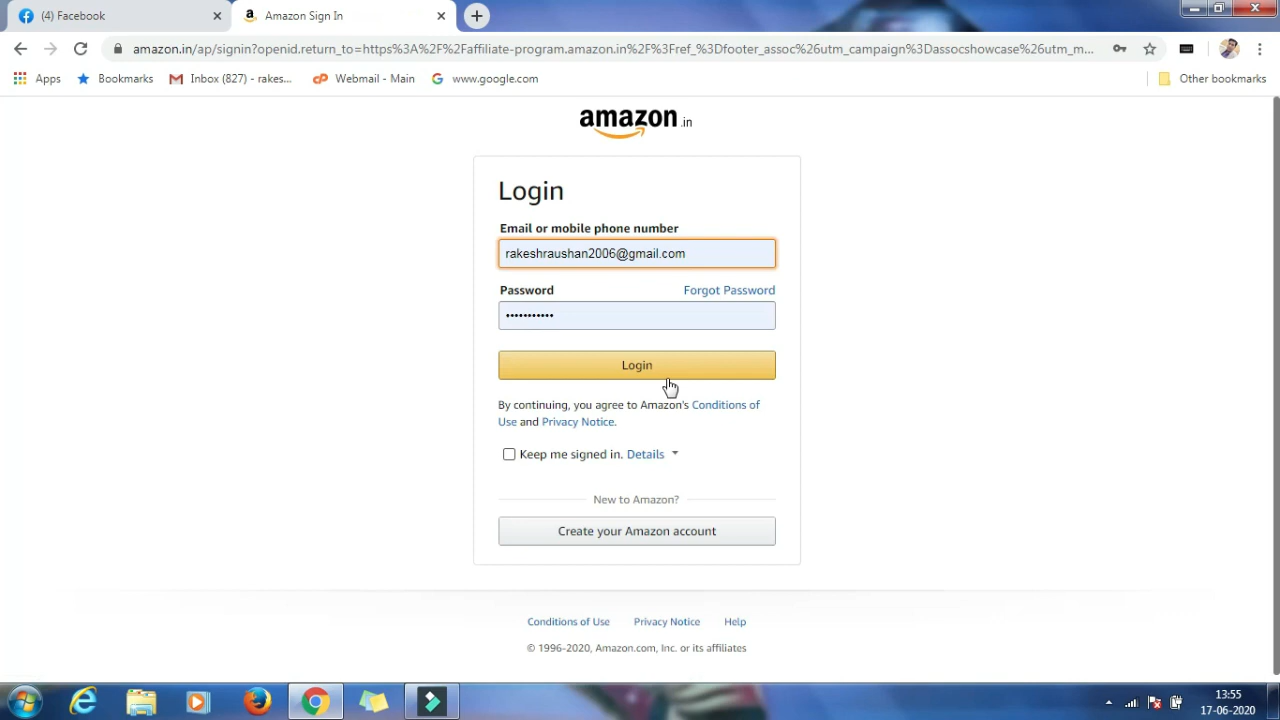 (4) Facebook
Amazon Sign In
amazon.in/ap/signin?openid.return_to=https%3A%2F%2Faffiliate-program.amazon.in%2F%3Fref_%3Dfooter_assoc%26utm_campaign%3Dassocshowcase%26utm_m...
Apps Bookmarks Inbox (827) - rakes... Webmail - Main www.google.com Other bookmarks
amazon.in
Login
Email or mobile phone number
rakeshraushan2006@gmail.com
Password Forgot Password
•••••••••••
Login
By continuing, you agree to Amazon's Conditions of
Use and Privacy Notice.
Keep me signed in. Details
New to Amazon?
Create your Amazon account
Conditions of Use Privacy Notice Help
© 1996-2020, Amazon.com, Inc. or its affiliates
13:55
17-06-2020